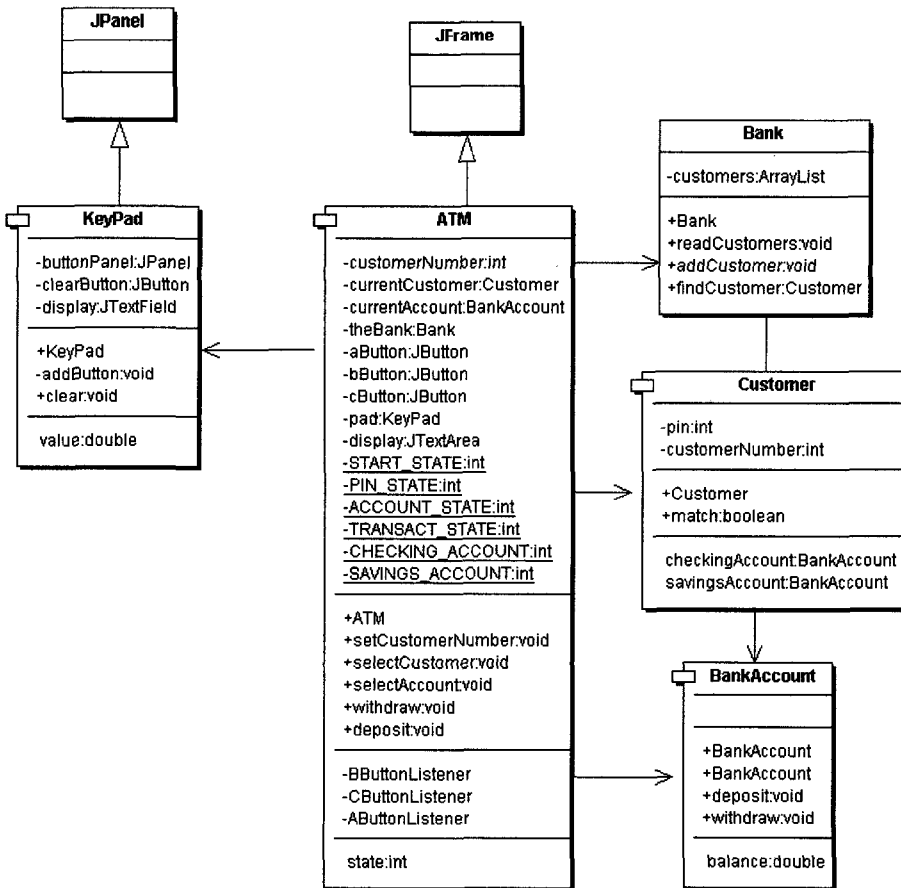 JPanel
JFrame
KeyPad
-buttonPanel:JPanel
-clearButton:JButton
-display:JTextField
+KeyPad
-addButton:void
+clear:void
value:double
ATM
-customerNumber:int
-currentCustomer:Customer
-currentAccount:BankAccount
-theBank:Bank
-aButton:JButton
-bButton:JButton
-cButton:JButton
-pad:KeyPad
-display:JTextArea
-START_STATE:int
-PIN_STATE:int
-ACCOUNT_STATE:int
-TRANSACT_STATE:int
-CHECKING_ACCOUNT:int
-SAVINGS_ACCOUNT:int
+ATM
+setCustomerNumber:void
+selectCustomer:void
+selectAccount:void
+withdraw:void
+deposit:void
-BButtonListener
-CButtonListener
-AButtonListener
state:int
Bank
-customers:ArrayList
+Bank
+readCustomers:void
+addCustomer:void
+findCustomer:Customer
Customer
-pin:int
-customerNumber:int
+Customer
+match:boolean
checkingAccount:BankAccount
savingsAccount:BankAccount
BankAccount
+BankAccount
+BankAccount
+deposit:void
+withdraw:void
balance:double